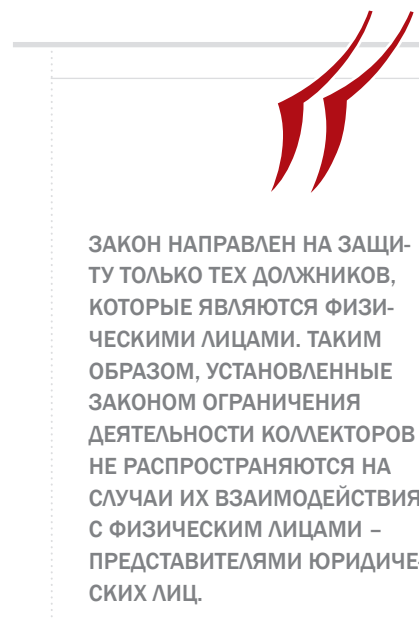 ЗАКОН НАПРАВЛЕН НА ЗАЩИ-
ТУ ТОЛЬКО ТЕХ ДОЛЖНИКОВ,
КОТОРЫЕ ЯВЛЯЮТСЯ ФИЗИ-
ЧЕСКИМИ ЛИЦАМИ. ТАКИМ
ОБРАЗОМ, УСТАНОВЛЕННЫЕ
ЗАКОНОМ ОГРАНИЧЕНИЯ
ДЕЯТЕЛЬНОСТИ КОЛЛЕКТОРОВ
НЕ РАСПРОСТРАНЯЮТСЯ НА
СЛУЧАИ ИХ ВЗАИМОДЕЙСТВИЯ
С ФИЗИЧЕСКИМ ЛИЦАМИ –
ПРЕДСТАВИТЕЛЯМИ ЮРИДИЧЕ-
СКИХ ЛИЦ.